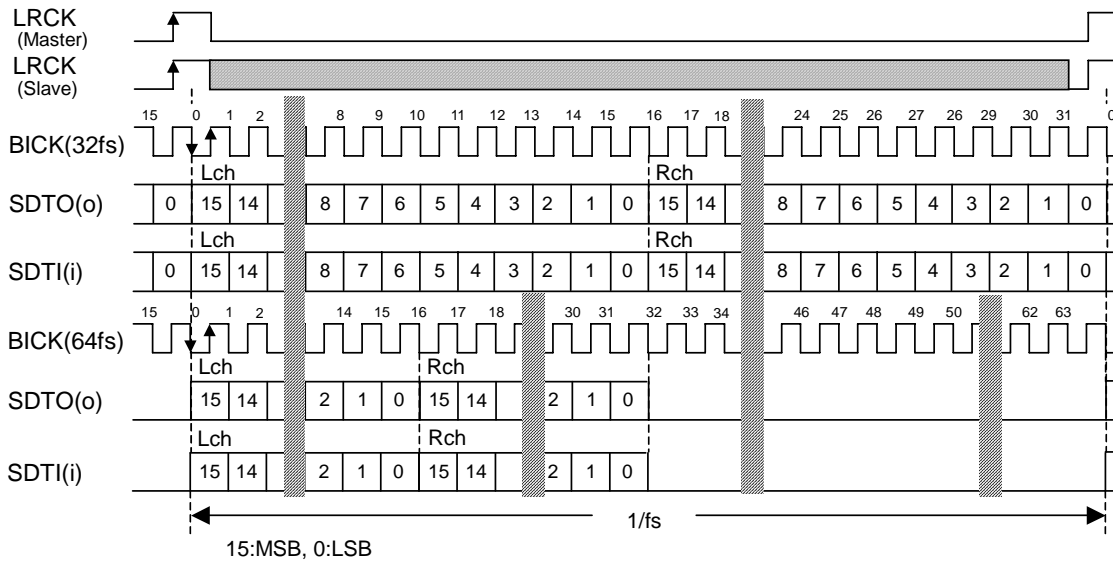 LRCK
(Master)
LRCK
(Slave)
15 0 1 2 8 9 10 11 12 13 14 15 16 17 18 24 25 26 27 26 29 30 31 0
BICK(32fs)
Lch Rch
SDTO(o) 0 15 14 8 7 6 5 4 3 2 1 0 15 14 8 7 6 5 4 3 2 1 0
Lch Rch
SDTI(i) 0 15 14 8 7 6 5 4 3 2 1 0 15 14 8 7 6 5 4 3 2 1 0
15 0 1 2 14 15 16 17 18 30 31 32 33 34 46 47 48 49 50 62 63
BICK(64fs)
Lch Rch
SDTO(o) 15 14 2 1 0 15 14 2 1 0
Lch Rch
SDTI(i) 15 14 2 1 0 15 14 2 1 0
1/fs
15:MSB, 0:LSB